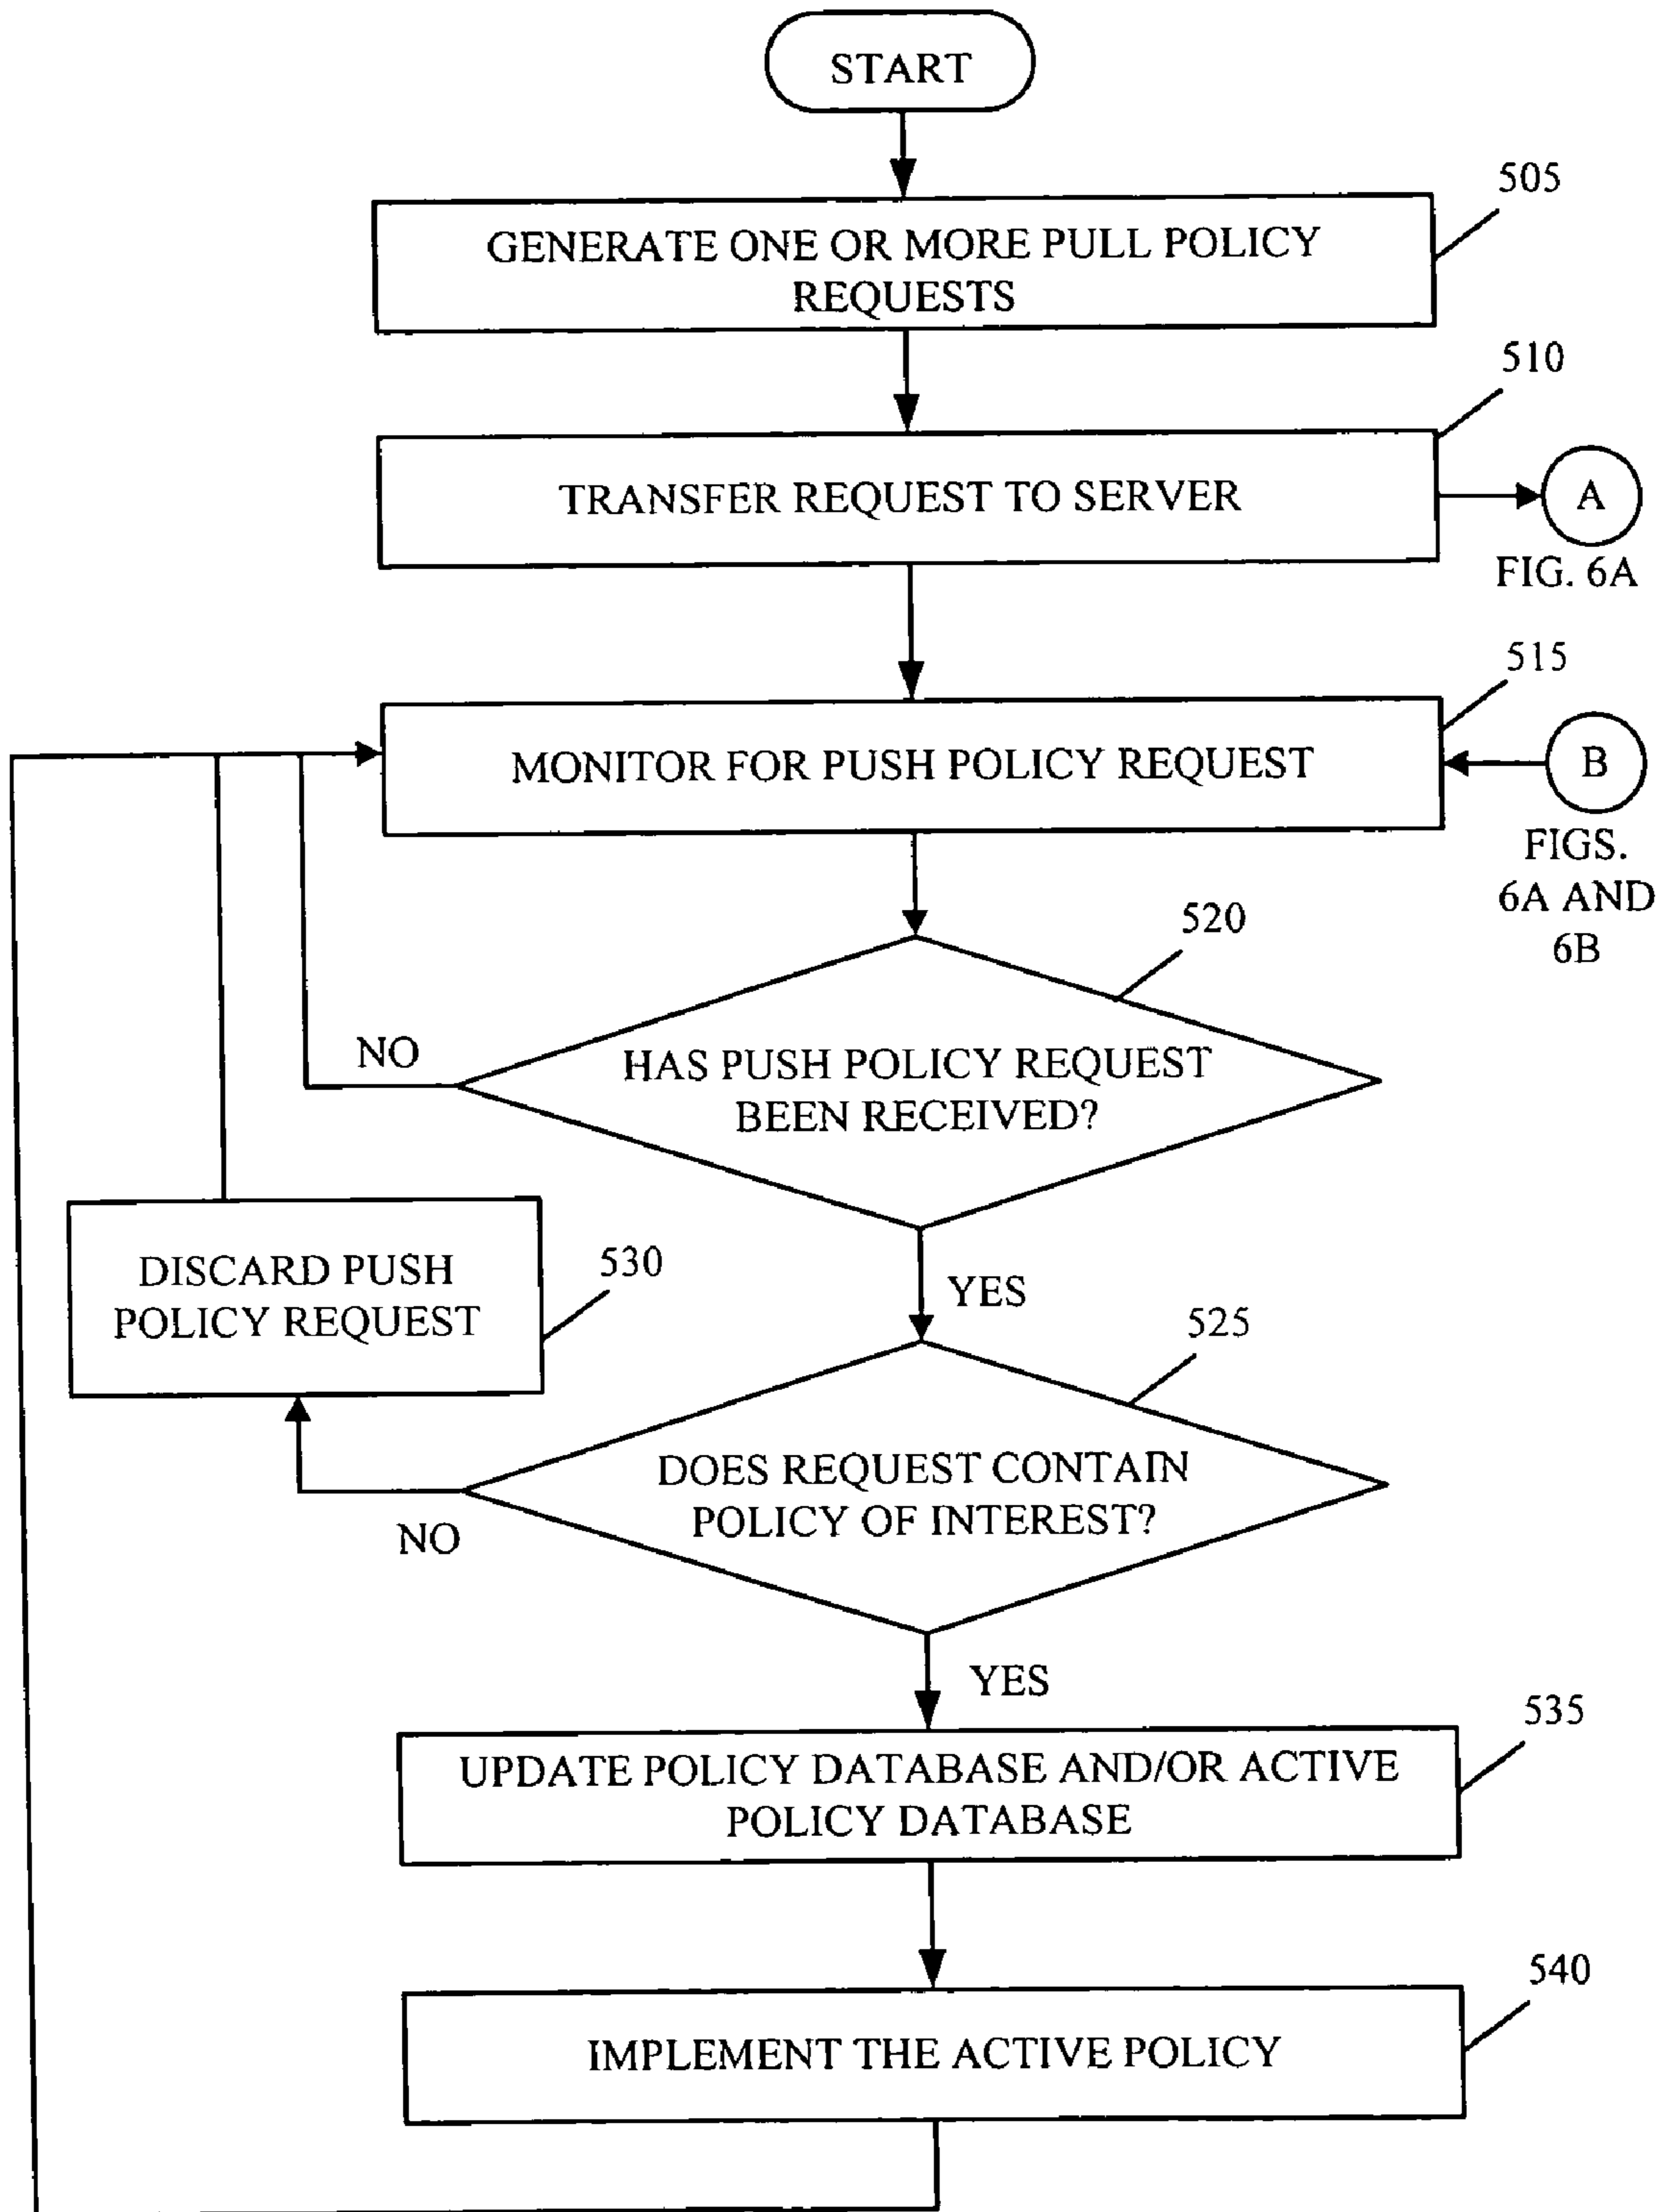 START
505
GENERATE ONE OR MORE PULL POLICY
REQUESTS
510
TRANSFER REQUEST TO SERVER
A
FIG. 6A
515
MONITOR FOR PUSH POLICY REQUEST
B
FIGS.
6A AND
6B
520
NO
HAS PUSH POLICY REQUEST
BEEN RECEIVED?
DISCARD PUSH
POLICY REQUEST
530
YES
525
DOES REQUEST CONTAIN
POLICY OF INTEREST?
NO
YES
535
UPDATE POLICY DATABASE AND/OR ACTIVE
POLICY DATABASE
540
IMPLEMENT THE ACTIVE POLICY